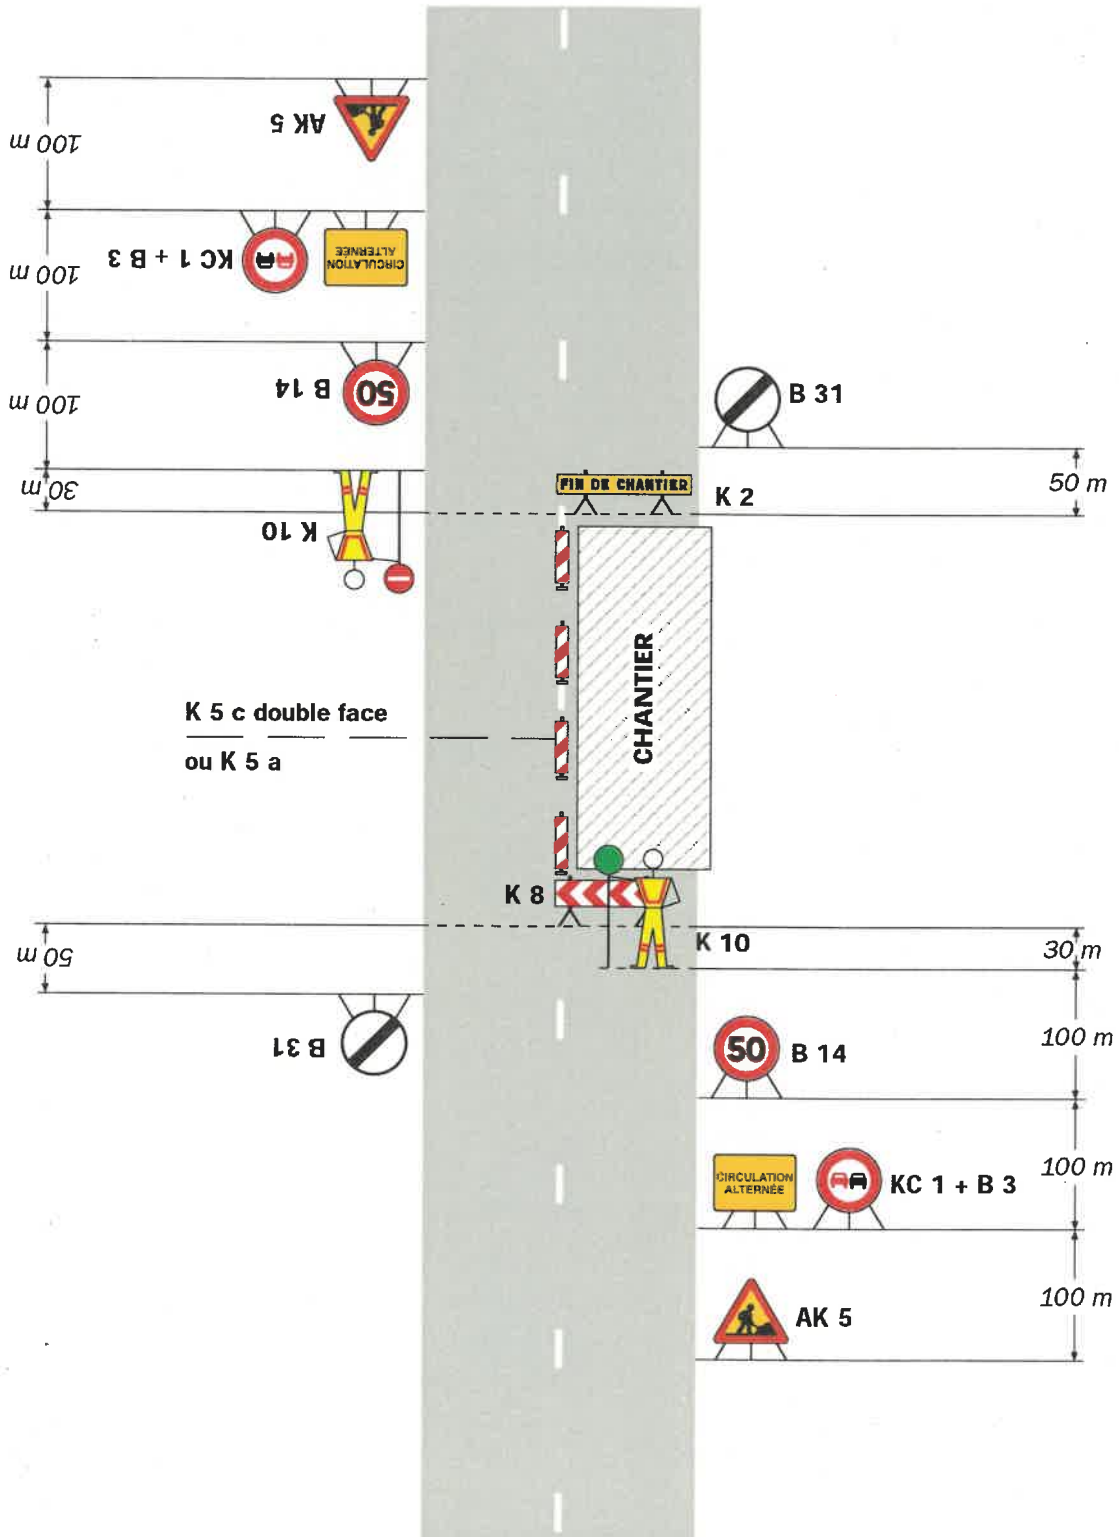 AK 5
100 m
KC 1 + B 3
CIRCULATION
ALTERNÉE
100 m
B 14
50
100 m
B 31
K 10
30 m
FIN DE CHANTIER
K 2
50 m
CHANTIER
K 5 c double face
ou K 5 a
K 8
K 10
50 m
30 m
B 31
50
B 14
100 m
CIRCULATION
ALTERNÉE
KC 1 + B 3
100 m
AK 5
100 m